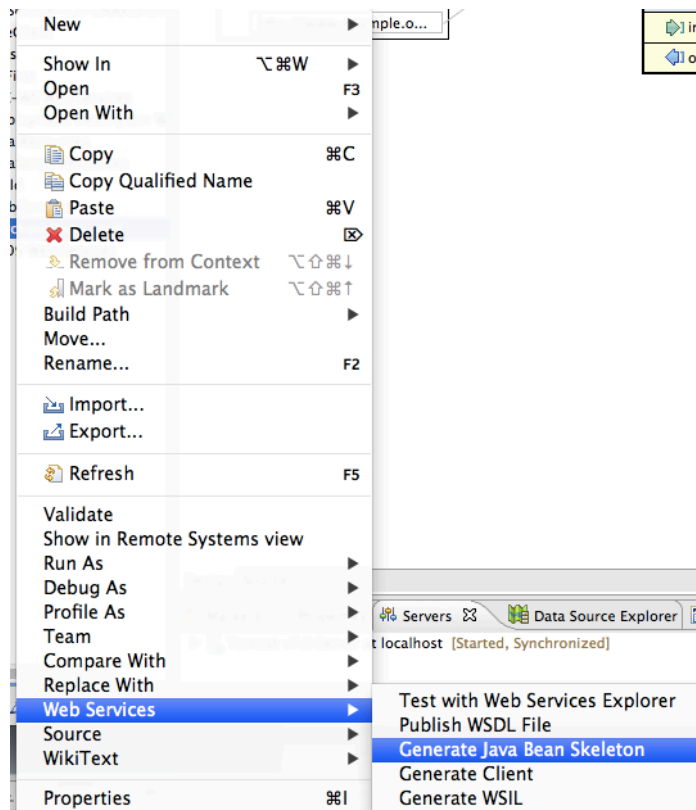 New
mple.o...
Show In ⌥⌘W
Open F3
Open With
Copy ⌘C
Copy Qualified Name
Paste ⌘V
Delete ⌦
Remove from Context ⌥⇧⌘↓
Mark as Landmark ⌥⇧⌘↑
Build Path
Move...
Rename... F2
Import...
Export...
Refresh F5
Validate
Show in Remote Systems view
Run As
Debug As
Profile As
Team
Compare With
Replace With
Web Services
Source
WikiText
Properties ⌘I
Servers Data Source Explorer
t localhost [Started, Synchronized]
Test with Web Services Explorer
Publish WSDL File
Generate Java Bean Skeleton
Generate Client
Generate WSIL